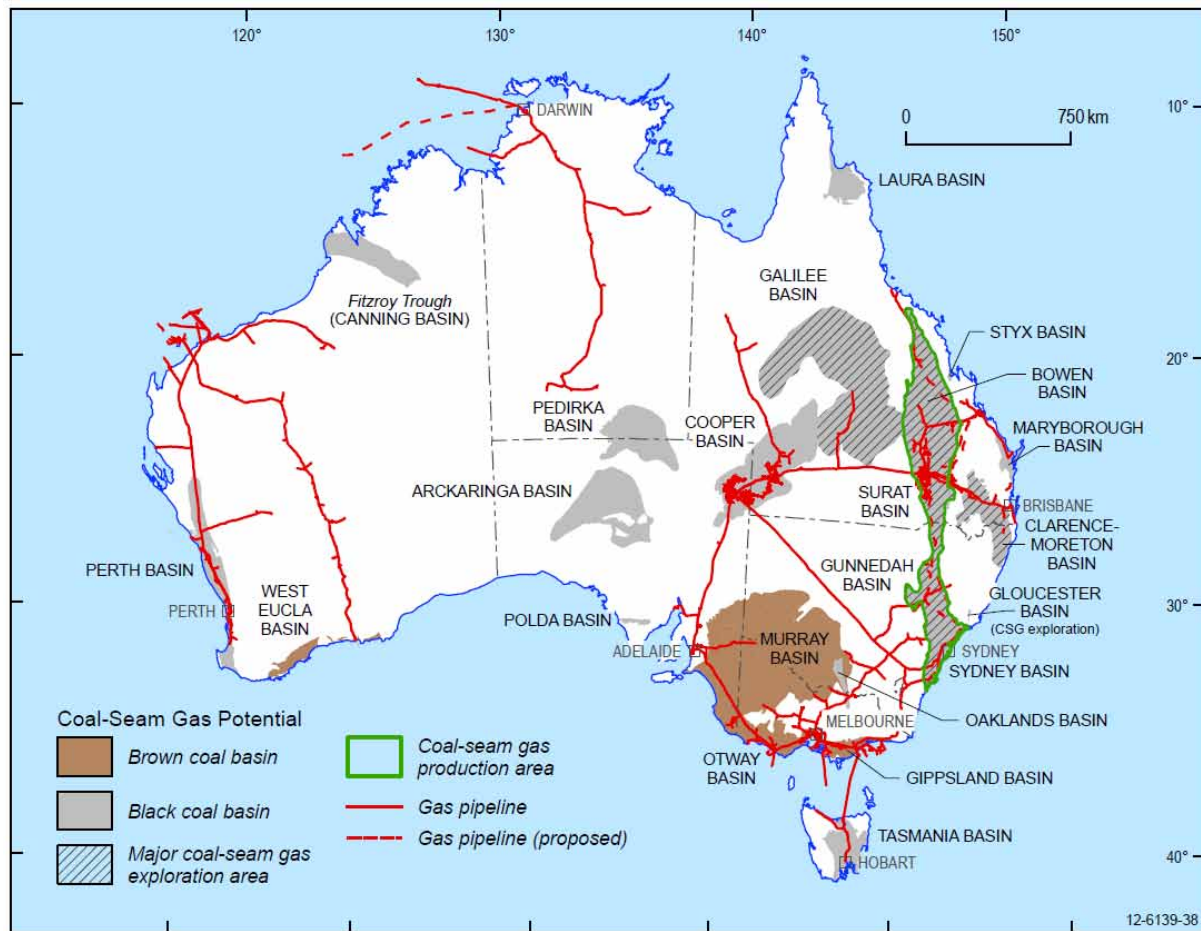 120°
130°
140°
150°
DARWIN
10°
0
750 km
LAURA BASIN
GALILEE
BASIN
Fitzroy Trough
(CANNING BASIN)
STYX BASIN
20°
BOWEN
BASIN
PEDIRKA
BASIN
COOPER
BASIN
MARYBOROUGH
BASIN
ARCKARINGA BASIN
SURAT
BASIN
BRISBANE
CLARENCE-
MORETON
BASIN
GUNNEDAH
BASIN
PERTH BASIN
WEST
EUCLA
BASIN
GLOUCESTER
BASIN
(CSG exploration)
PERTH
30°
POLDA BASIN
MURRAY
BASIN
ADELAIDE
SYDNEY
SYDNEY BASIN
MELBOURNE
OAKLANDS BASIN
OTWAY
BASIN
GIPPSLAND BASIN
TASMANIA BASIN
HOBART
40°
Coal-Seam Gas Potential
Brown coal basin
Black coal basin
Major coal-seam gas
exploration area
Coal-seam gas
production area
Gas pipeline
Gas pipeline (proposed)
12-6139-38